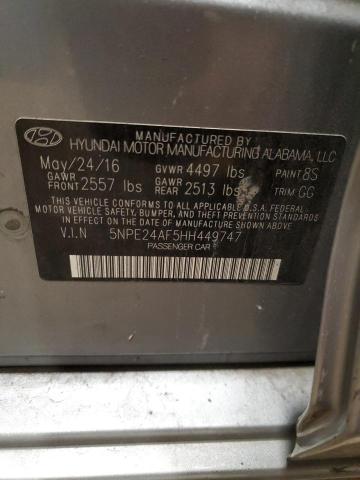 MANUFACTURED BY
HYUNDAI MOTOR MANUFACTURING ALABAMA, LLC
May/24/16 GVWR 4497 lbs PAINT 8S
GAWR FRONT 2557 lbs GAWR REAR 2513 lbs TRIM GG
THIS VEHICLE CONFORMS TO ALL APPLICABLE U.S.A. FEDERAL
MOTOR VEHICLE SAFETY, BUMPER, AND THEFT PREVENTION STANDARDS
IN EFFECT ON THE DATE OF MANUFACTURE SHOWN ABOVE.
V.I.N 5NPE24AF5HH449747
PASSENGER CAR